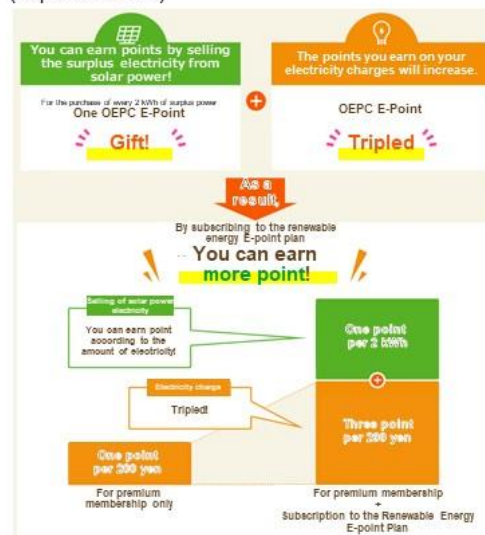 You can earn points by selling
the surplus electricity from
solar power!
For the purchase of every 2 kWh of surplus power
One OEPC E-Point
Gift!
The points you earn on your
electricity charges will increase.
OEPC E-Point
Tripled
As a
result,
By subscribing to the renewable
energy E-point plan
You can earn
more point!
Selling of solar power
electricity
You can earn point
according to the
amount of electricity!
One point
per 2 kWh
Electricity charge
Tripled!
Three point
per 200 yen
One point
per 200 yen
For premium
membership only
For premium membership
+
Subscription to the Renewable Energy
E-point Plan